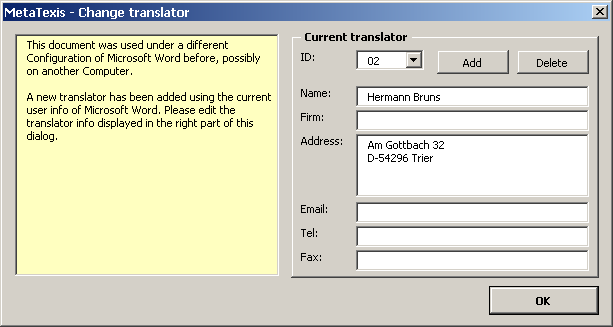 MetaTexis - Change translator
This document was used under a different
Configuration of Microsoft Word before, possibly
on another Computer.
A new translator has been added using the current
user info of Microsoft Word. Please edit the
translator info displayed in the right part of this
dialog.
Current translator
ID: 02 Add Delete
Name: Hermann Bruns
Firm:
Address: Am Gottbach 32
D-54296 Trier
Email:
Tel:
Fax:
OK